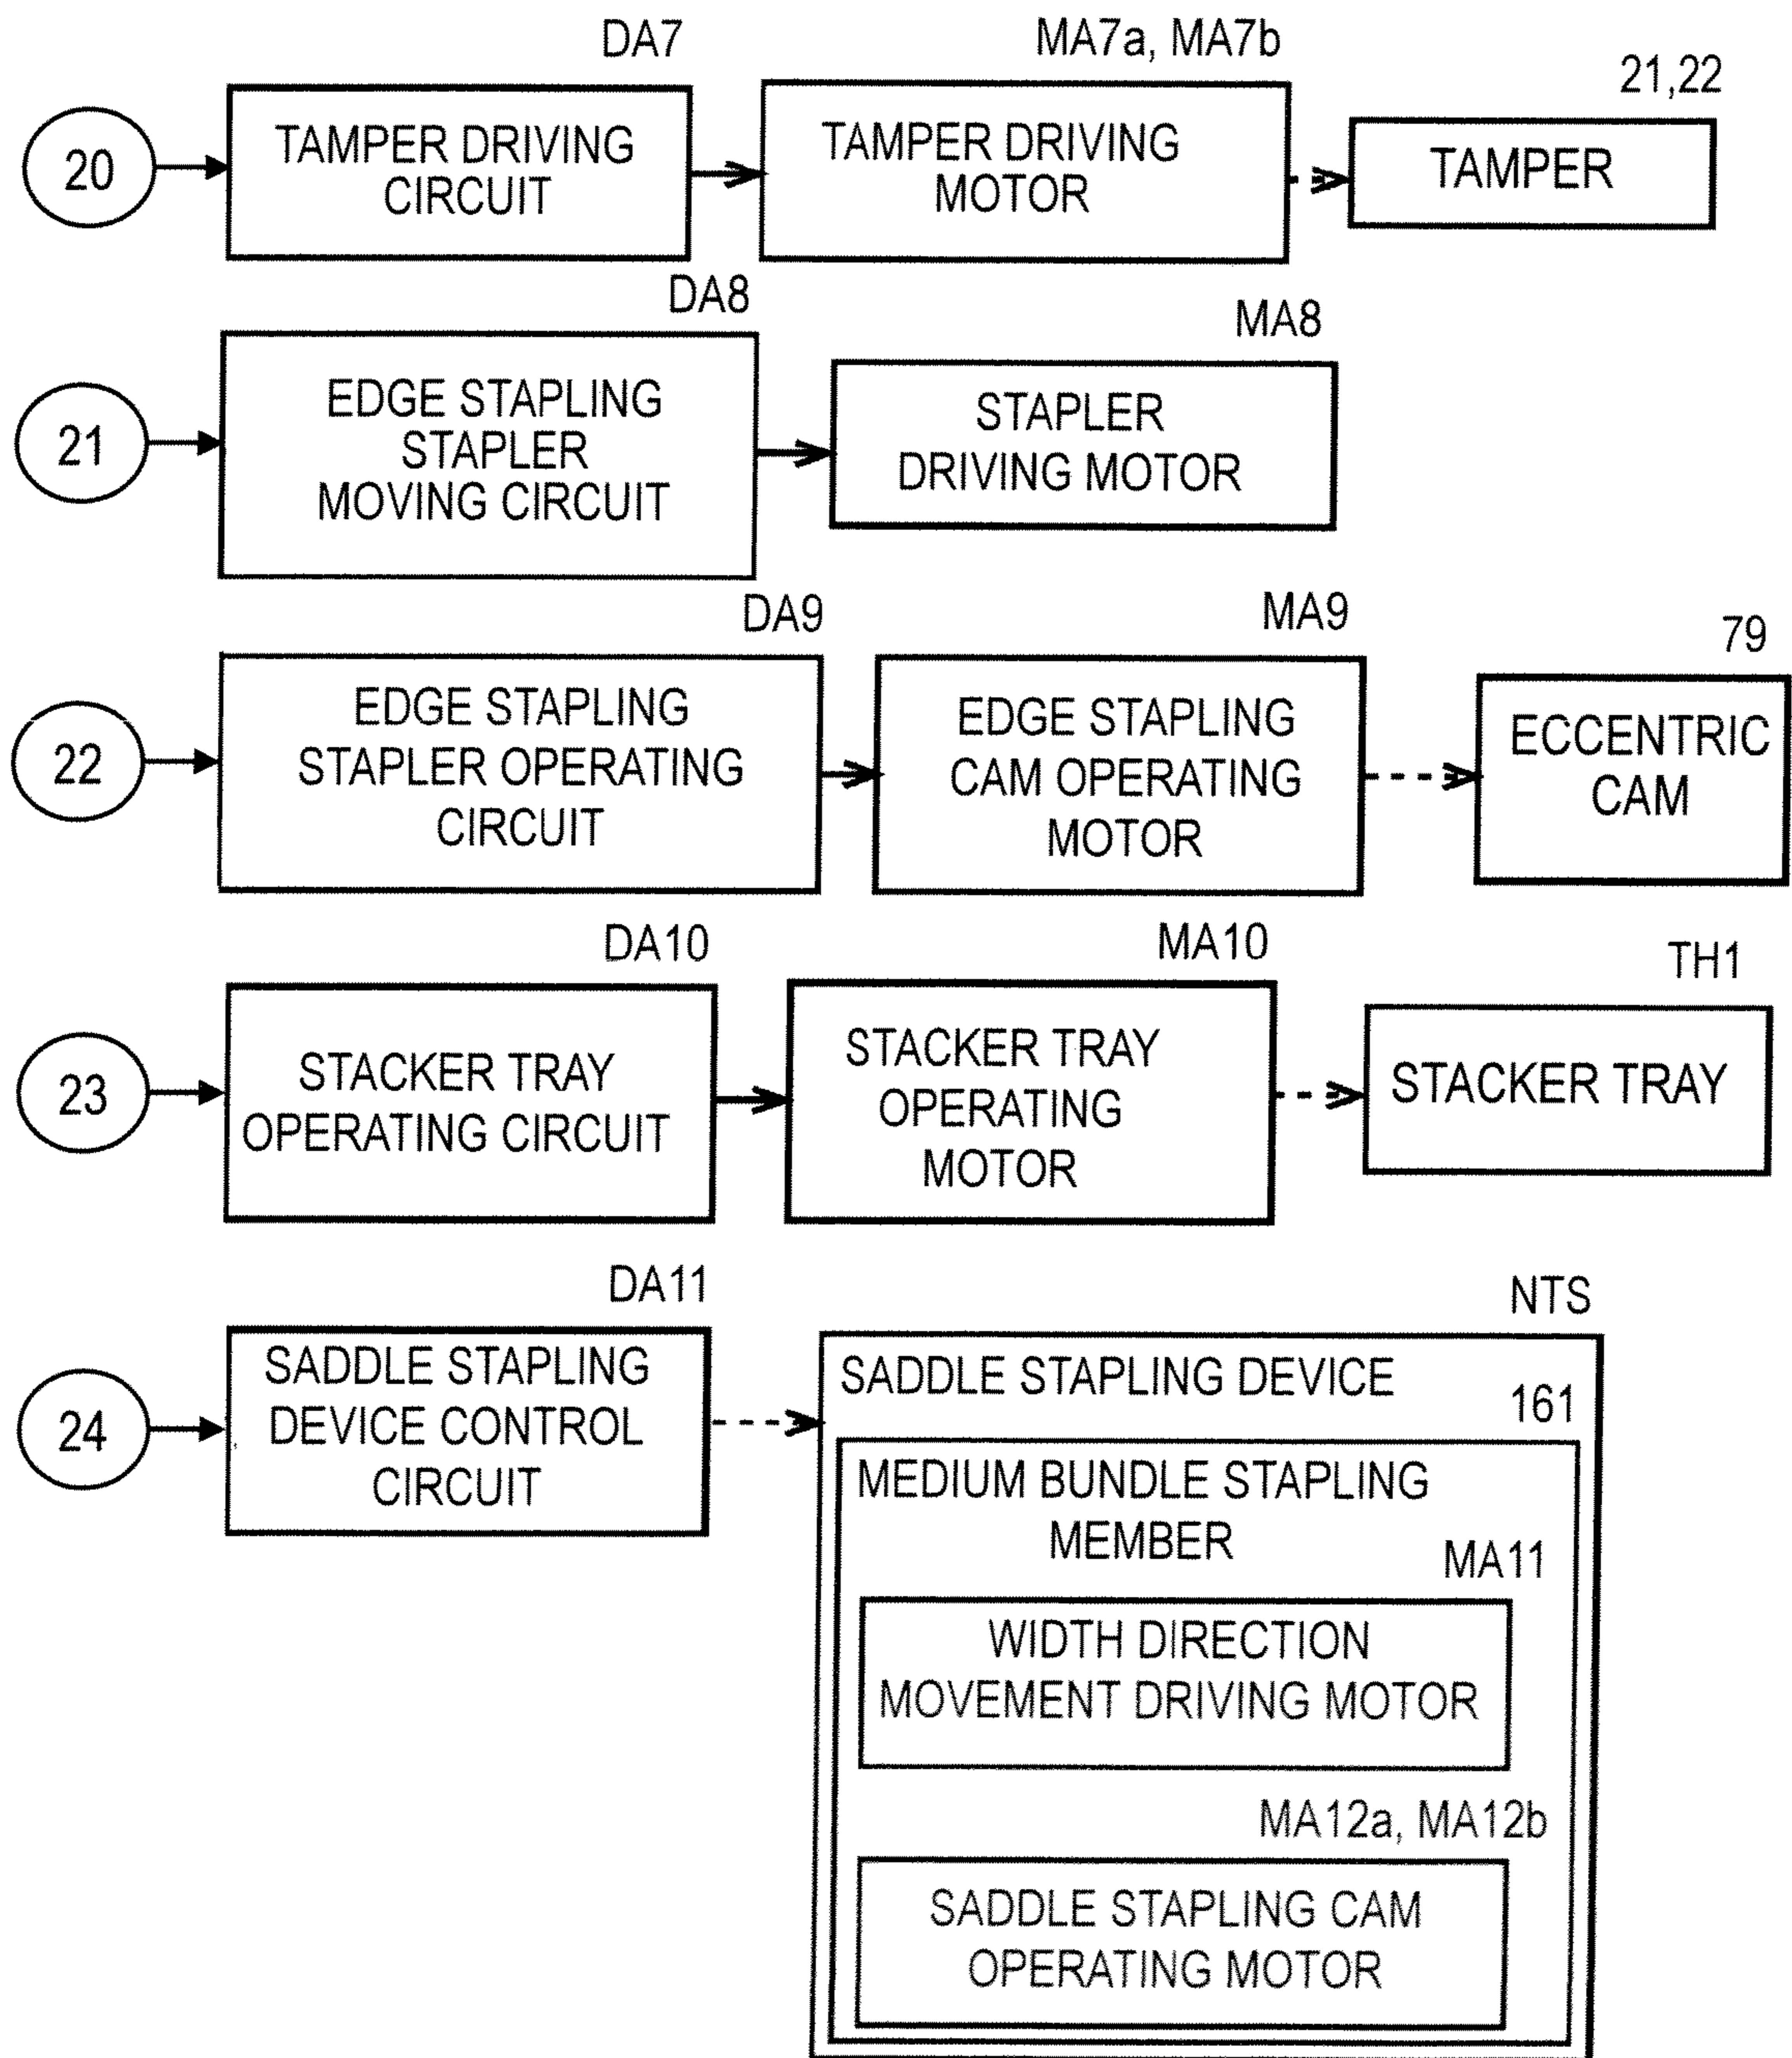 DA7
MA7a, MA7b
21,22
20
TAMPER DRIVING
CIRCUIT
TAMPER DRIVING
MOTOR
TAMPER
DA8
MA8
21
EDGE STAPLING
STAPLER
MOVING CIRCUIT
STAPLER
DRIVING MOTOR
DA9
MA9
79
22
EDGE STAPLING
STAPLER OPERATING
CIRCUIT
EDGE STAPLING
CAM OPERATING
MOTOR
ECCENTRIC
CAM
DA10
MA10
TH1
23
STACKER TRAY
OPERATING CIRCUIT
STACKER TRAY
OPERATING
MOTOR
STACKER TRAY
DA11
NTS
24
SADDLE STAPLING
DEVICE CONTROL
CIRCUIT
SADDLE STAPLING DEVICE
161
MEDIUM BUNDLE STAPLING
MEMBER
MA11
WIDTH DIRECTION
MOVEMENT DRIVING MOTOR
MA12a, MA12b
SADDLE STAPLING CAM
OPERATING MOTOR